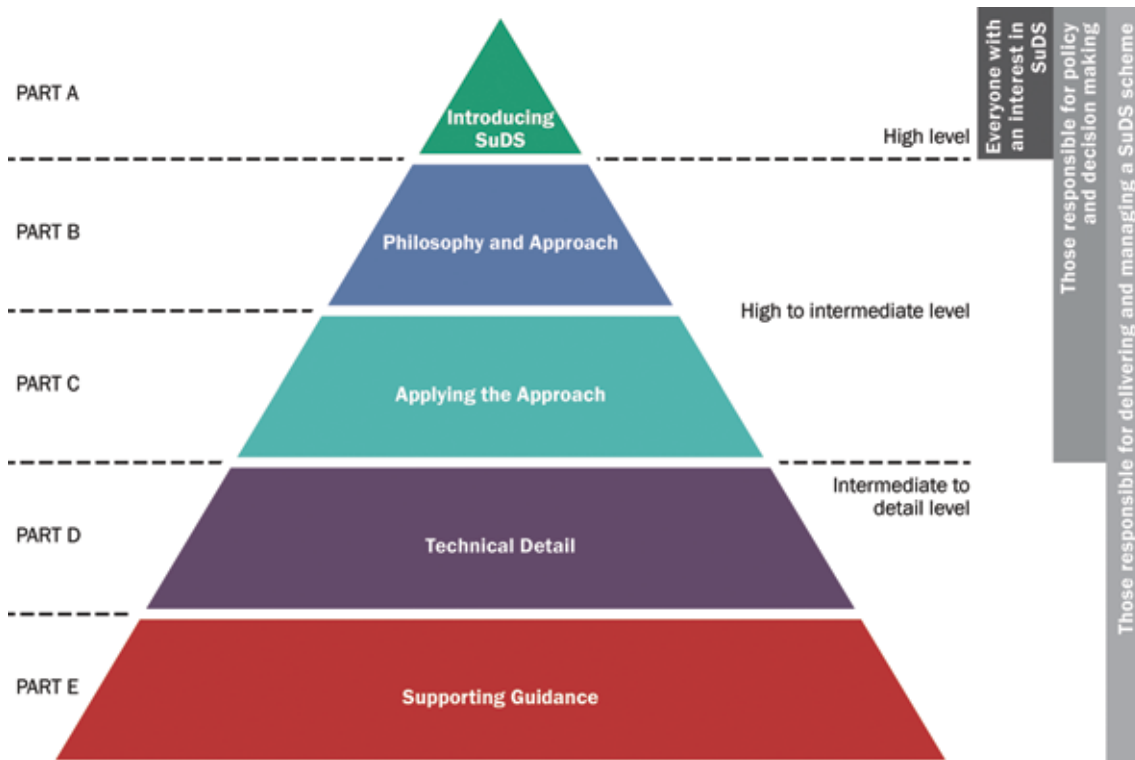 PART A
Introducing
SuDS
High level
PART B
Philosophy and Approach
High to intermediate level
PART C
Applying the Approach
Intermediate to
detail level
PART D
Technical Detail
PART E
Supporting Guidance
Everyone with
an interest in
SuDS
Those responsible for policy
and decision making
Those responsible for delivering and managing a SuDS scheme